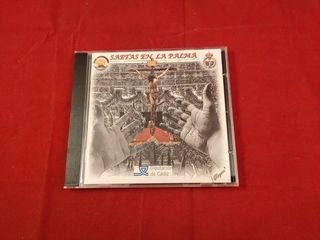 SAETAS EN LA PALMA
Diputación
de Cádiz